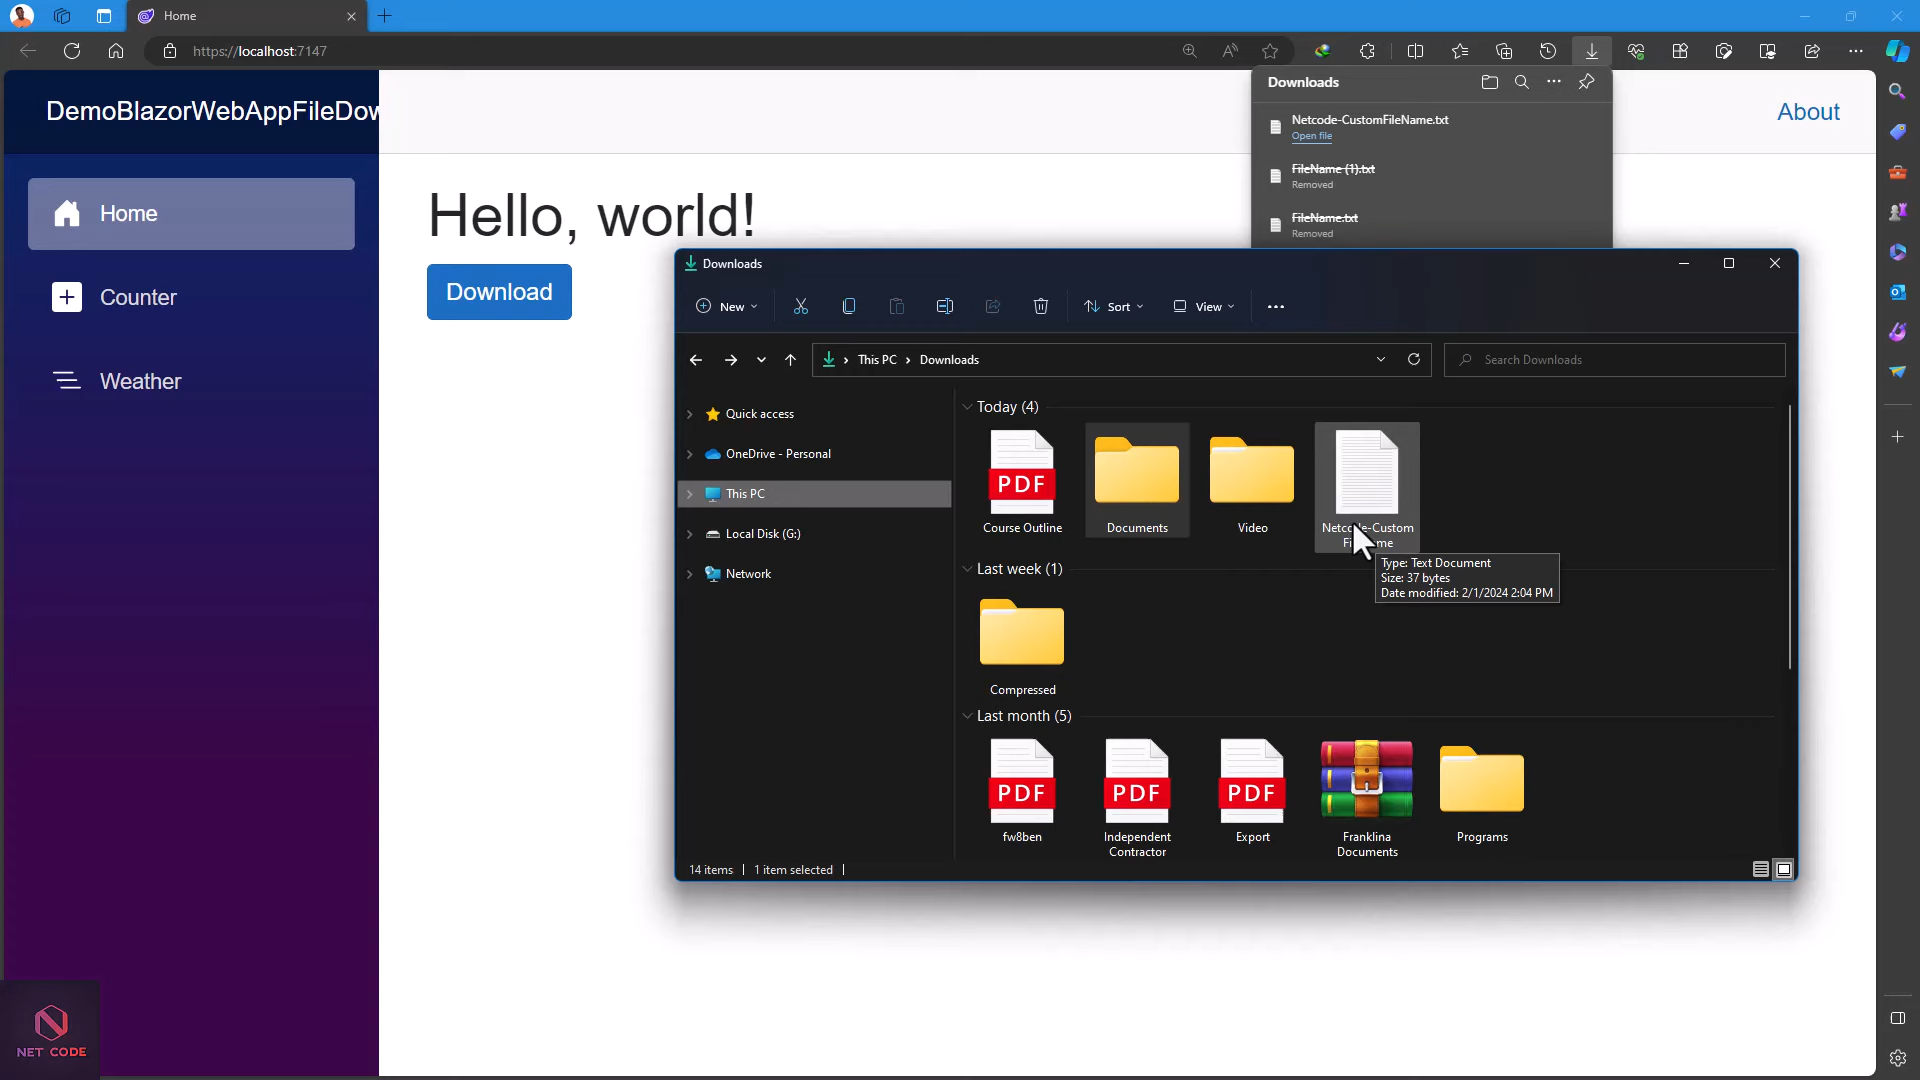 Home
https://localhost:7147
DemoBlazorWebAppFileDow
About
Home
Counter
Weather
Hello, world!
Download
Downloads
Netcode-CustomFileName.txt
Open file
FileName (1).txt
Removed
FileName.txt
Removed
Downloads
New
Sort
View
This PC
Downloads
Search Downloads
Quick access
OneDrive - Personal
This PC
Local Disk (G:)
Network
Today (4)
PDF
Course Outline
Documents
Video
Netcode-Custom
Type: Text Document
Size: 37 bytes
Date modified: 2/1/2024 2:04 PM
Last week (1)
Compressed
Last month (5)
PDF
fw8ben
PDF
Independent
Contractor
PDF
Export
Franklina
Documents
Programs
14 items
1 item selected
NET CODE